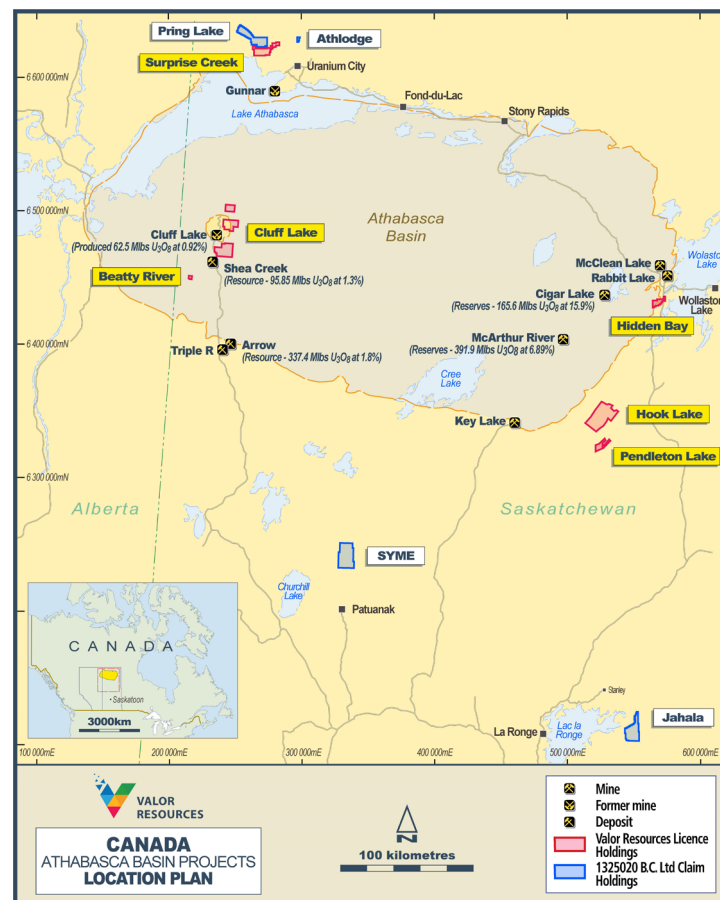 Pring Lake
Athlodge
Surprise Creek
Uranium City
6 600 000mN
Gunnar
Fond-du-Lac
Stony Rapids
Lake Athabasca
6 500 000mN
Athabasca
Basin
Cluff Lake
Cluff Lake
(Produced 62.5 Mlbs U₃O₈ at 0.92%)
Shea Creek
(Resource - 95.85 Mlbs U₃O₈ at 1.3%)
Beatty River
McClean Lake
Rabbit Lake
Wollaston
Lake
Cigar Lake
(Reserves - 165.6 Mlbs U₃O₈ at 15.9%)
Wollaston
Lake
Hidden Bay
6 400 000mN
Triple R
Arrow
(Resource - 337.4 Mlbs U₃O₈ at 1.8%)
McArthur River
(Reserves - 391.9 Mlbs U₃O₈ at 6.89%)
Cree
Lake
Key Lake
Hook Lake
Pendleton Lake
6 300 000mN
Alberta
Saskatchewan
SYME
Churchill
Lake
Patuanak
CANADA
Saskatoon
3000km
Stanley
La Ronge
Lac la
Ronge
Jahala
100 000mE
200 000mE
300 000mE
400 000mE
500 000mE
600 000mE
VALOR
RESOURCES
CANADA
ATHABASCA BASIN PROJECTS
LOCATION PLAN
N
100 kilometres
Mine
Former mine
Deposit
Valor Resources Licence
Holdings
1325020 B.C. Ltd Claim
Holdings